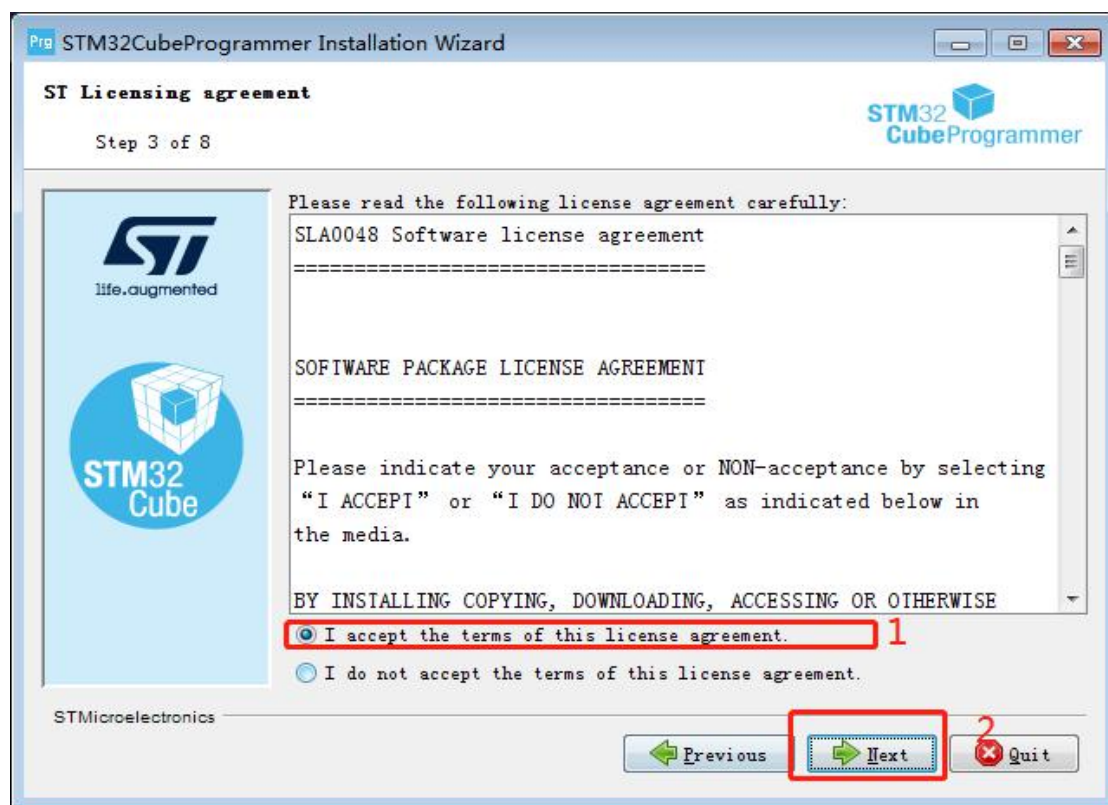 Prg STM32CubeProgrammer Installation Wizard
ST Licensing agreement
Step 3 of 8
STM32
CubeProgrammer
ST
life.augmented
STM32
Cube
Please read the following license agreement carefully:
SLA0048 Software license agreement
==================================
SOFTWARE PACKAGE LICENSE AGREEMENT
==================================
Please indicate your acceptance or NON-acceptance by selecting
“I ACCEPT” or “I DO NOT ACCEPT” as indicated below in
the media.
BY INSTALLING COPYING, DOWNLOADING, ACCESSING OR OTHERWISE
I accept the terms of this license agreement. 1
I do not accept the terms of this license agreement.
STMicroelectronics
2
Previous Next Quit